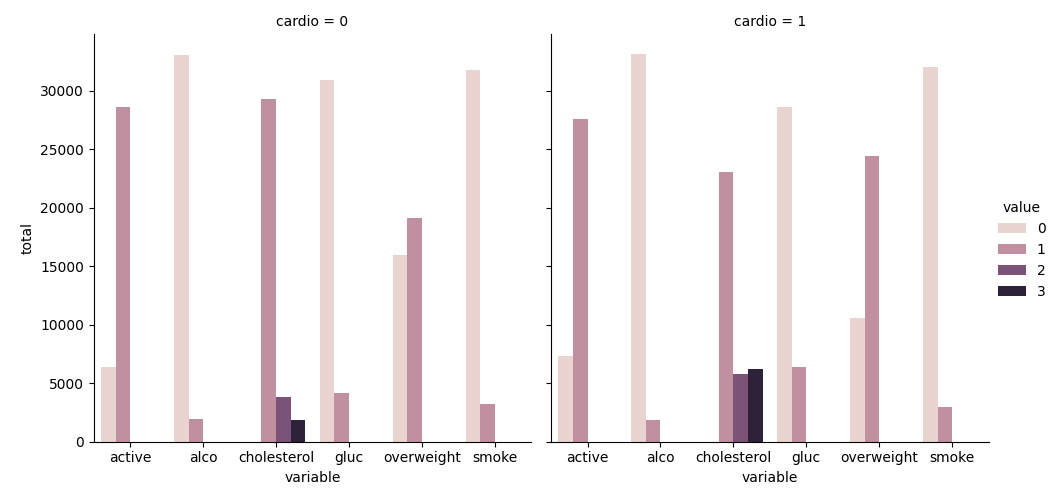 cardio = 0
cardio = 1
total
30000
25000
20000
15000
10000
5000
0
active alco cholesterol gluc overweight smoke
variable
active alco cholesterol gluc overweight smoke
variable
value
0
1
2
3